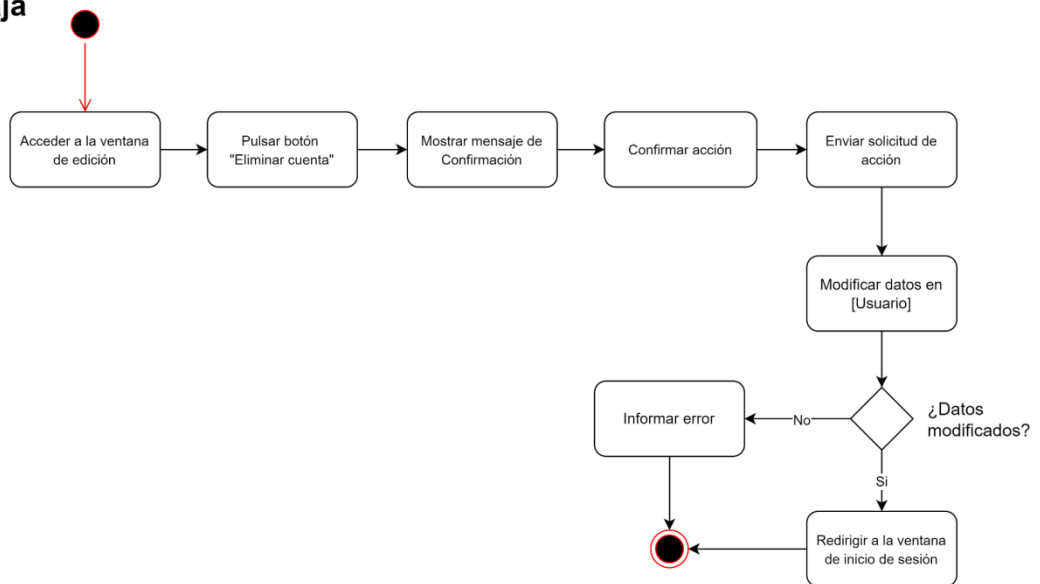 Acceder a la ventana
de edición
Pulsar botón
"Eliminar cuenta"
Mostrar mensaje de
Confirmación
Confirmar acción
Enviar solicitud de
acción
Modificar datos en
[Usuario]
Informar error
No
¿Datos
modificados?
Si
Redirigir a la ventana
de inicio de sesión